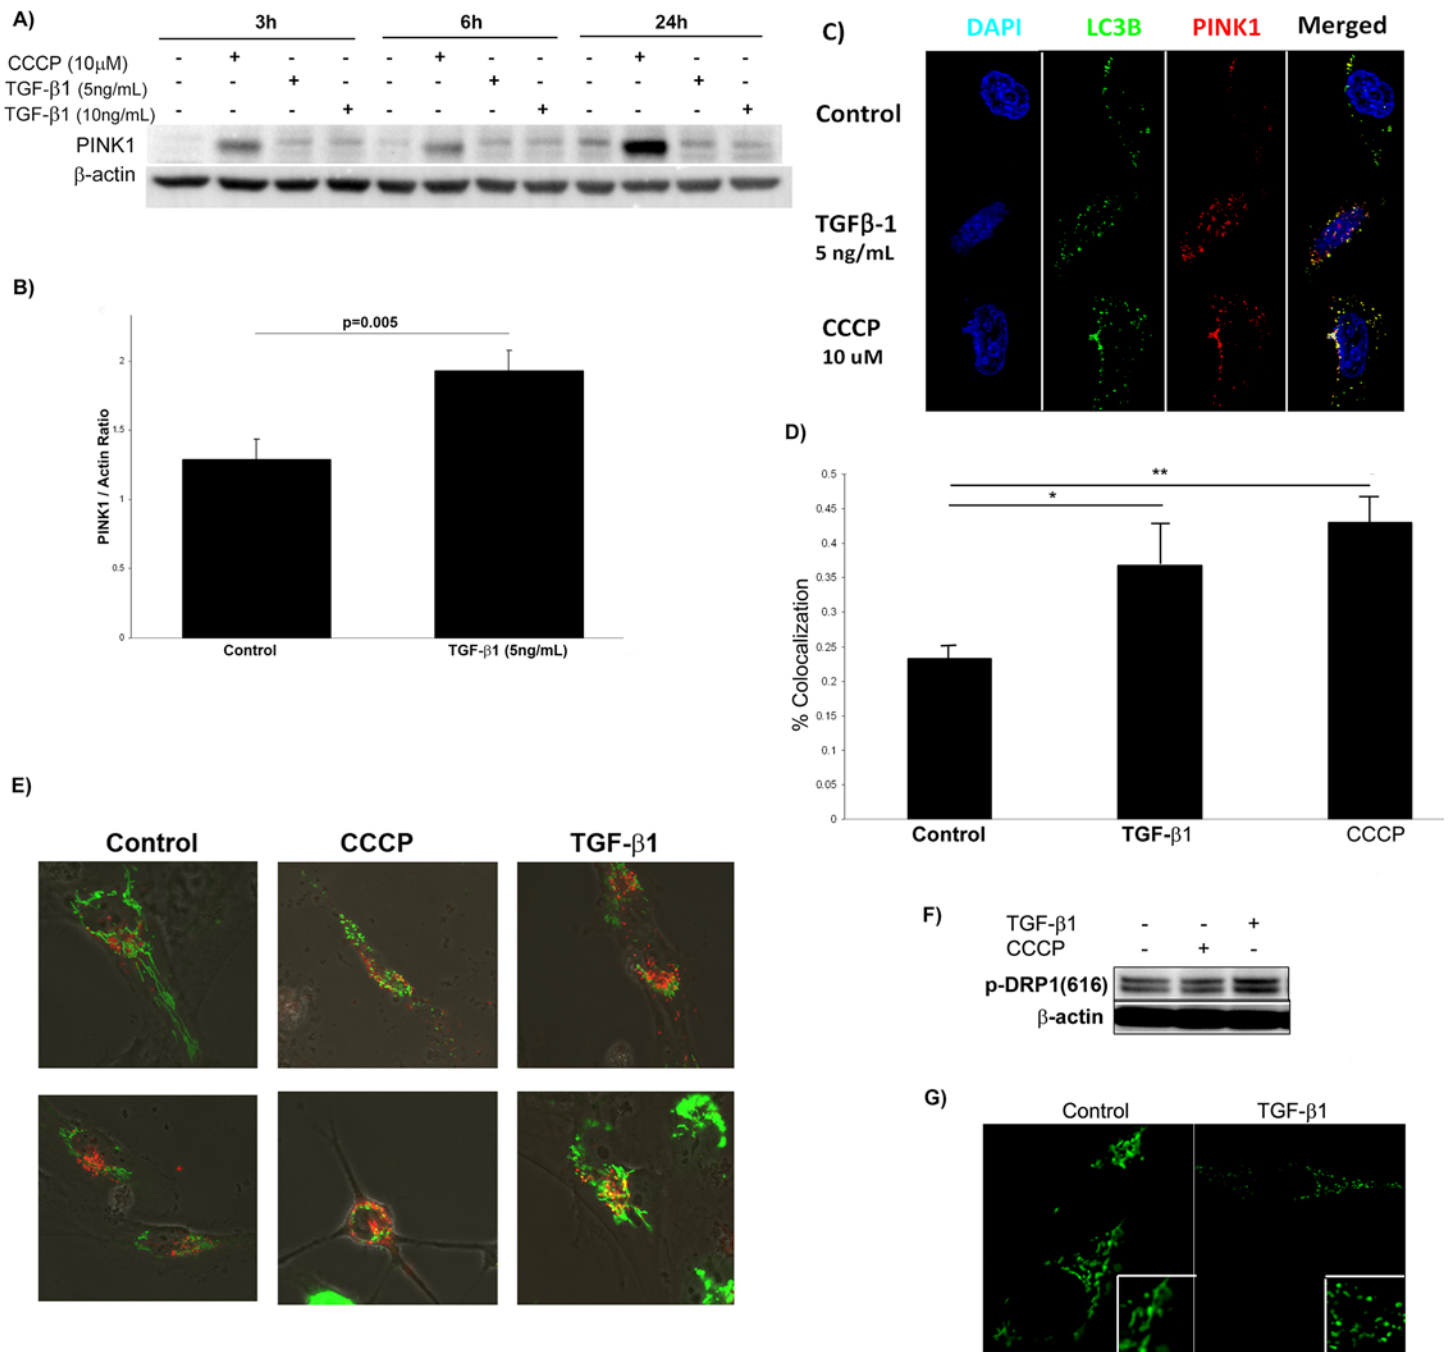 A)
3h 6h 24h
CCCP (10μM) - + - - - + - - - + - -
TGF-β1 (5ng/mL) - - + - - - + - - - + -
TGF-β1 (10ng/mL) - - - + - - - + - - - +
PINK1
β-actin
B)
p=0.005
PINK1 / Actin Ratio
2
1.5
1
0.5
0
Control TGF-β1 (5ng/mL)
C)
DAPI LC3B PINK1 Merged
Control
TGFβ-1
5 ng/mL
CCCP
10 uM
D)
**
*
% Colocalization
0.5
0.45
0.4
0.35
0.3
0.25
0.2
0.15
0.1
0.05
0
Control TGF-β1 CCCP
E)
Control CCCP TGF-β1
F)
TGF-β1 - - +
CCCP - + -
p-DRP1(616)
β-actin
G)
Control TGF-β1